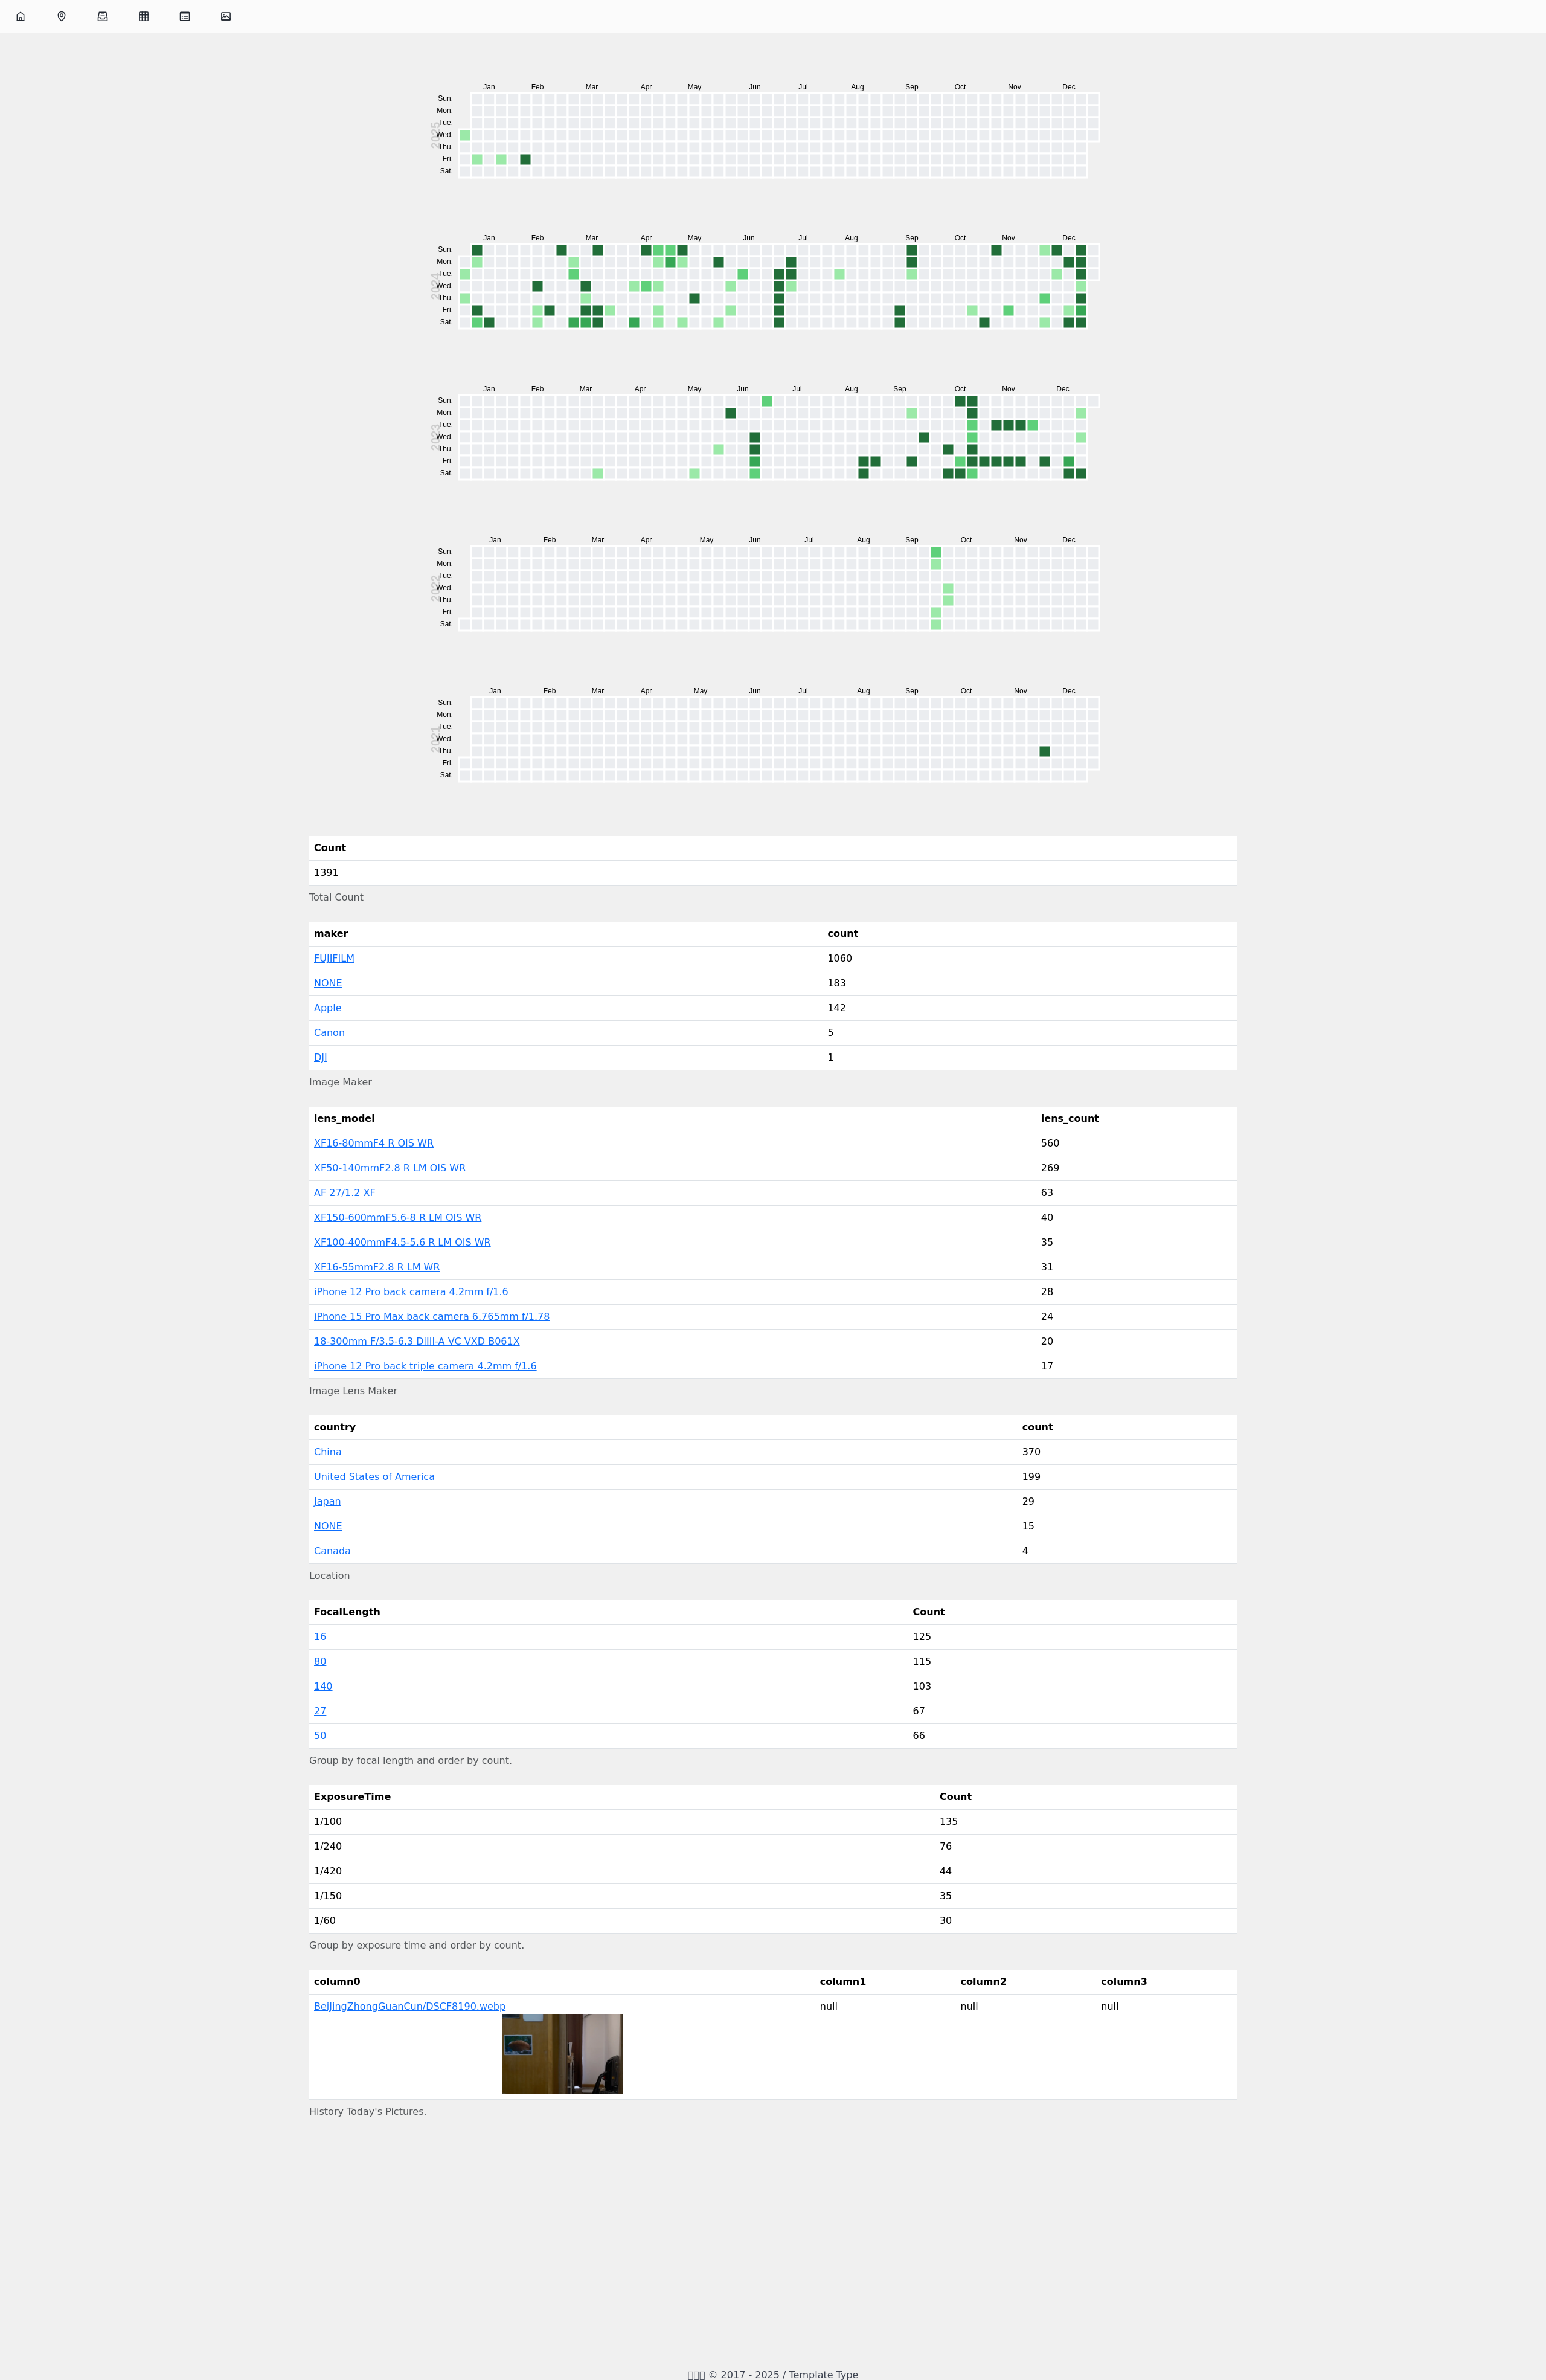 Jan Feb Mar Apr May Jun Jul Aug Sep Oct Nov Dec
2025
Sun.
Mon.
Tue.
Wed.
Thu.
Fri.
Sat.
Jan Feb Mar Apr May Jun Jul Aug Sep Oct Nov Dec
2024
Sun.
Mon.
Tue.
Wed.
Thu.
Fri.
Sat.
Jan Feb Mar Apr May Jun Jul Aug Sep Oct Nov Dec
2023
Sun.
Mon.
Tue.
Wed.
Thu.
Fri.
Sat.
Jan Feb Mar Apr May Jun Jul Aug Sep Oct Nov Dec
2022
Sun.
Mon.
Tue.
Wed.
Thu.
Fri.
Sat.
Jan Feb Mar Apr May Jun Jul Aug Sep Oct Nov Dec
2021
Sun.
Mon.
Tue.
Wed.
Thu.
Fri.
Sat.
Count
1391
Total Count
maker count
FUJIFILM 1060
NONE 183
Apple 142
Canon 5
DJI 1
Image Maker
lens_model lens_count
XF16-80mmF4 R OIS WR 560
XF50-140mmF2.8 R LM OIS WR 269
AF 27/1.2 XF 63
XF150-600mmF5.6-8 R LM OIS WR 40
XF100-400mmF4.5-5.6 R LM OIS WR 35
XF16-55mmF2.8 R LM WR 31
iPhone 12 Pro back camera 4.2mm f/1.6 28
iPhone 15 Pro Max back camera 6.765mm f/1.78 24
18-300mm F/3.5-6.3 DiIII-A VC VXD B061X 20
iPhone 12 Pro back triple camera 4.2mm f/1.6 17
Image Lens Maker
country count
China 370
United States of America 199
Japan 29
NONE 15
Canada 4
Location
FocalLength Count
16 125
80 115
140 103
27 67
50 66
Group by focal length and order by count.
ExposureTime Count
1/100 135
1/240 76
1/420 44
1/150 35
1/60 30
Group by exposure time and order by count.
column0 column1 column2 column3
BeiJingZhongGuanCun/DSCF8190.webp null null null
History Today's Pictures.
© 2017 - 2025 / Template Type